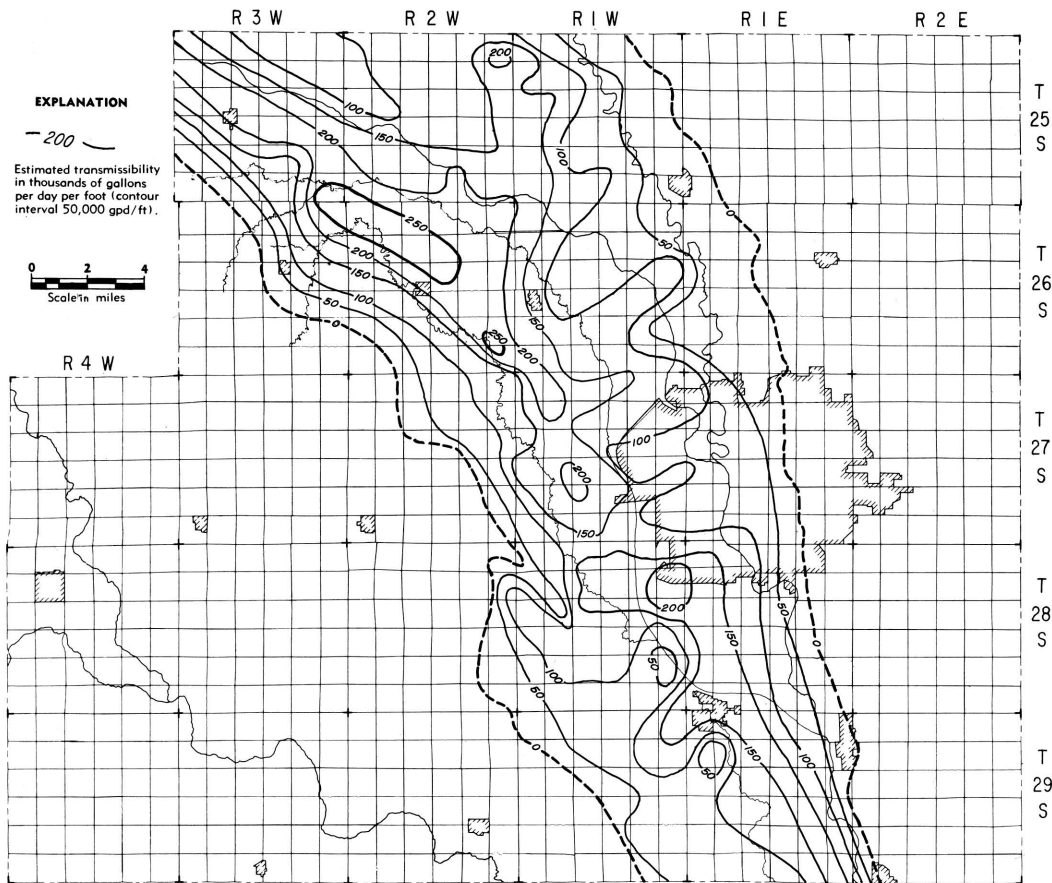 R 3 W R 2 W R 1 W R 1 E R 2 E
EXPLANATION
200
Estimated transmissibility
in thousands of gallons
per day per foot (contour
interval 50,000 gpd/ft).
0 2 4
Scale in miles
R 4 W
T
25
S
T
26
S
T
27
S
T
28
S
T
29
S
200
100
150
200
100
0
250
200
150
100
50
0
50
250
150
200
100
200
150
200
50
0
150
100
50
50
0
150
100
50
0